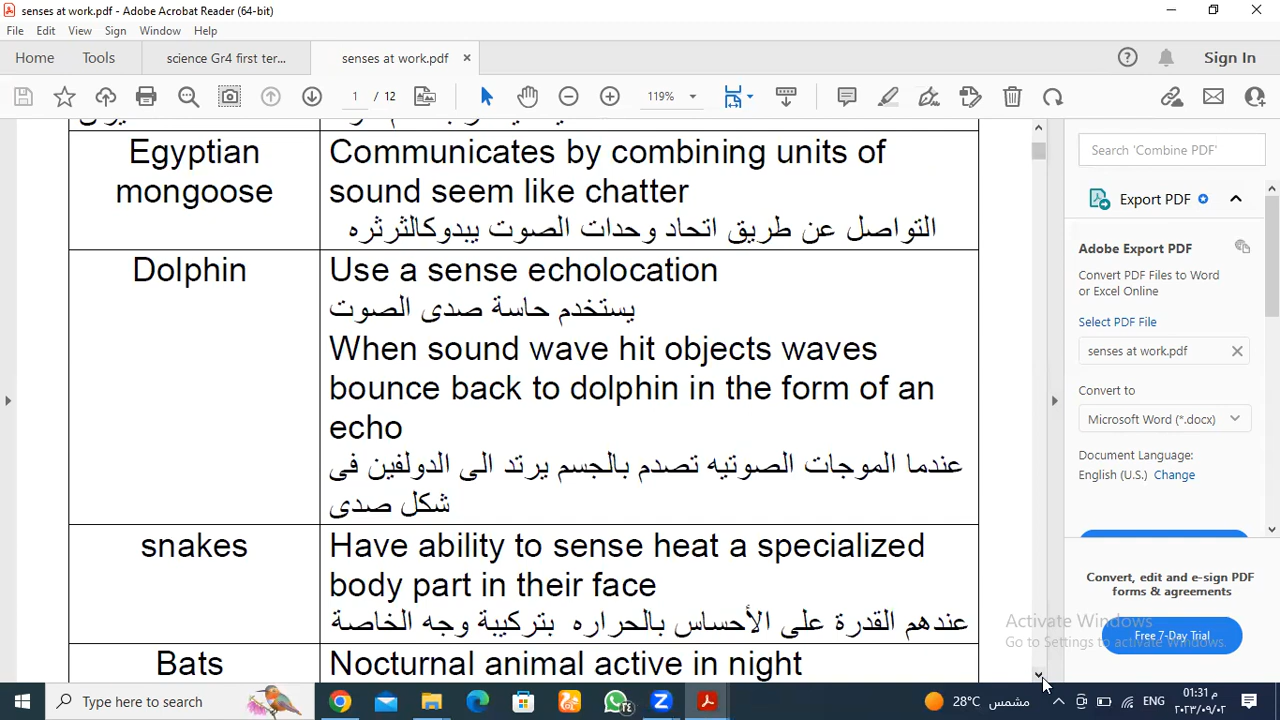 senses at work.pdf - Adobe Acrobat Reader (64-bit)
File Edit View Sign Window Help
Home Tools science Gr4 first ter... senses at work.pdf Sign In
1 / 12 119%
Egyptian
mongoose
Communicates by combining units of
sound seem like chatter
التواصل عن طريق اتحاد وحدات الصوت يبدوكالثرثره
Dolphin
Use a sense echolocation
يستخدم حاسة صدى الصوت
When sound wave hit objects waves
bounce back to dolphin in the form of an
echo
عندما الموجات الصوتيه تصدم بالجسم يرتد الى الدولفين فى
شكل صدى
snakes
Have ability to sense heat a specialized
body part in their face
عندهم القدرة على الأحساس بالحراره بتركيبة وجه الخاصة
Bats
Nocturnal animal active in night
Search 'Combine PDF'
Export PDF
Adobe Export PDF
Convert PDF Files to Word
or Excel Online
Select PDF File
senses at work.pdf
Convert to
Microsoft Word (*.docx)
Document Language:
English (U.S.) Change
Convert, edit and e-sign PDF
forms & agreements
Free 7-Day Trial
Activate Windows
Go to Settings to activate Windows.
Type here to search
28°C مشمس
ENG
01:31 م
٢٠٢٣/٠٩/٠٢